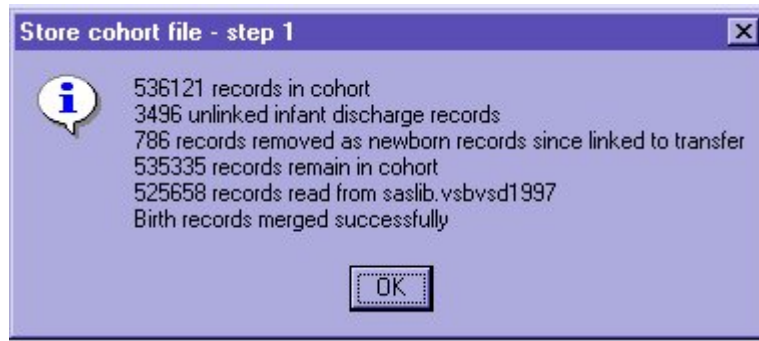 Store cohort file - step 1
536121 records in cohort
3496 unlinked infant discharge records
786 records removed as newborn records since linked to transfer
535335 records remain in cohort
525658 records read from saslib.vsbvsd1997
Birth records merged successfully
OK